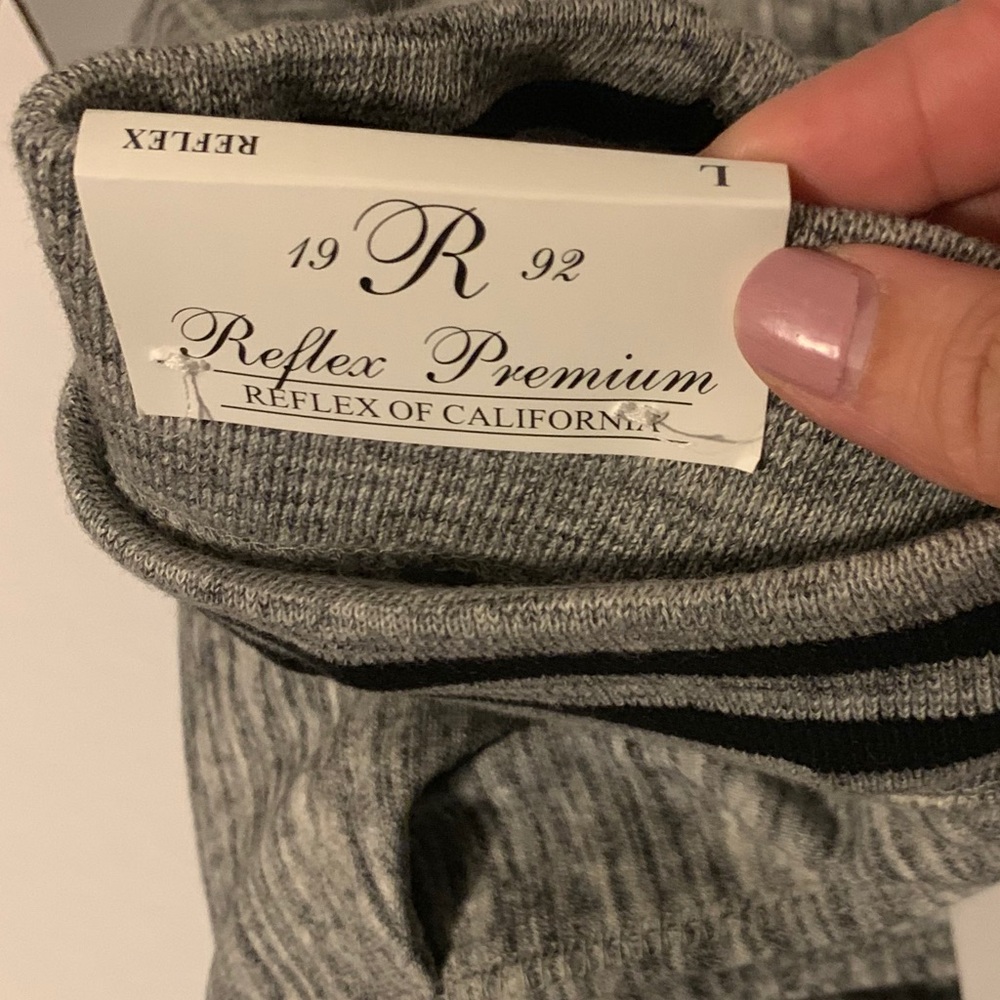 REFLEX L
19 R 92
Reflex Premium
REFLEX OF CALIFORNIA